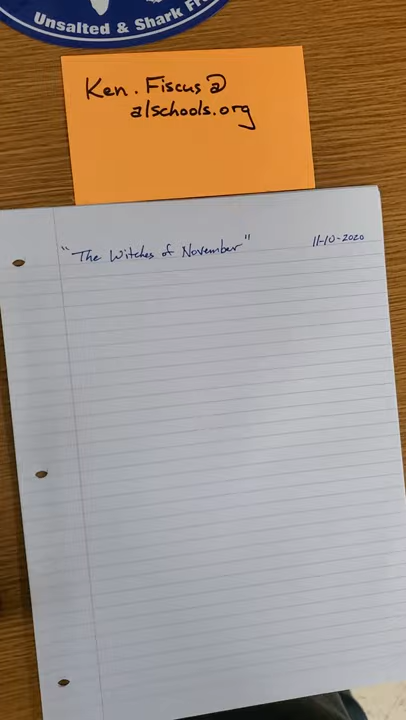 Unsalted & Shark Fr
Ken.Fiscus@
alschools.org
"The Witches of November"
11-10-2020